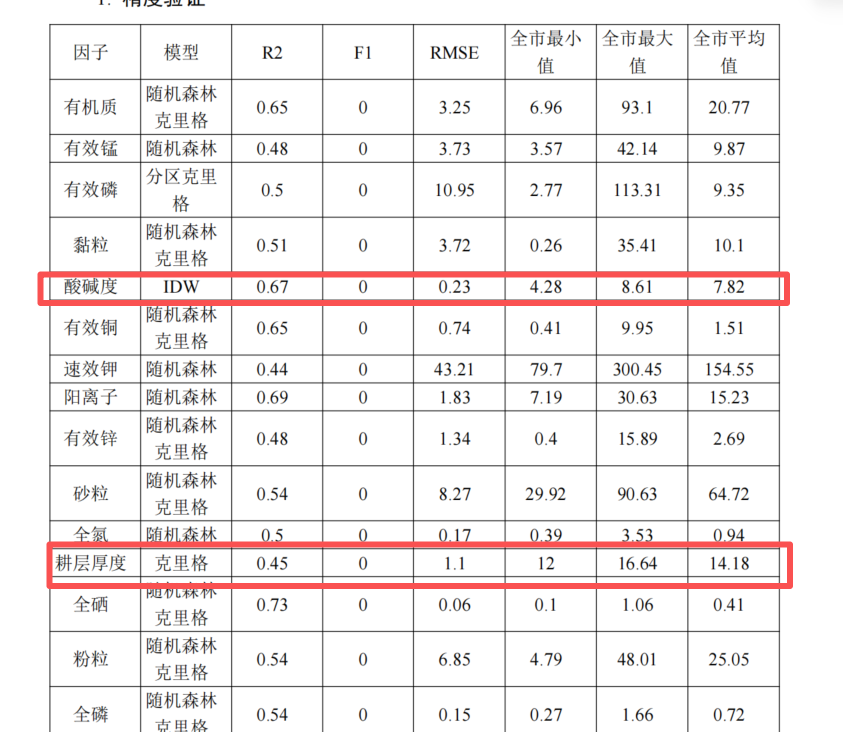 1. 精度验证
因子 模型 R2 F1 RMSE 全市最小值 全市最大值 全市平均值
有机质 随机森林克里格 0.65 0 3.25 6.96 93.1 20.77
有效锰 随机森林 0.48 0 3.73 3.57 42.14 9.87
有效磷 分区克里格 0.5 0 10.95 2.77 113.31 9.35
黏粒 随机森林克里格 0.51 0 3.72 0.26 35.41 10.1
酸碱度 IDW 0.67 0 0.23 4.28 8.61 7.82
有效铜 随机森林克里格 0.65 0 0.74 0.41 9.95 1.51
速效钾 随机森林 0.44 0 43.21 79.7 300.45 154.55
阳离子 随机森林 0.69 0 1.83 7.19 30.63 15.23
有效锌 随机森林克里格 0.48 0 1.34 0.4 15.89 2.69
砂粒 随机森林克里格 0.54 0 8.27 29.92 90.63 64.72
全氮 随机森林 0.5 0 0.17 0.39 3.53 0.94
耕层厚度 克里格 0.45 0 1.1 12 16.64 14.18
全硒 随机森林克里格 0.73 0 0.06 0.1 1.06 0.41
粉粒 随机森林克里格 0.54 0 6.85 4.79 48.01 25.05
全磷 随机森林克里格 0.54 0 0.15 0.27 1.66 0.72